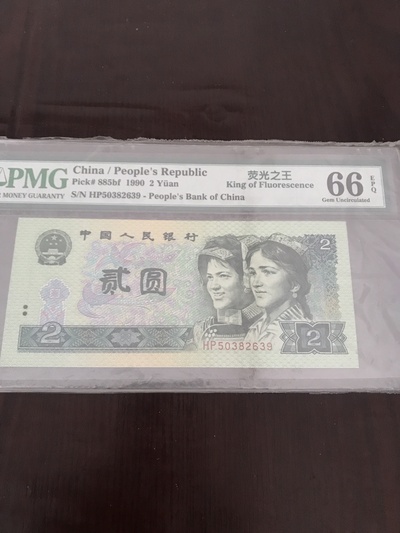 PMG
MONEY GUARANTY
China / People's Republic
Pick# 885bf 1990 2 Yüan
S/N HP50382639 - People's Bank of China
荧光之王
King of Fluorescence
66 EPQ
Gem Uncirculated
中国人民银行
2
贰圆
2
HP50382639
2